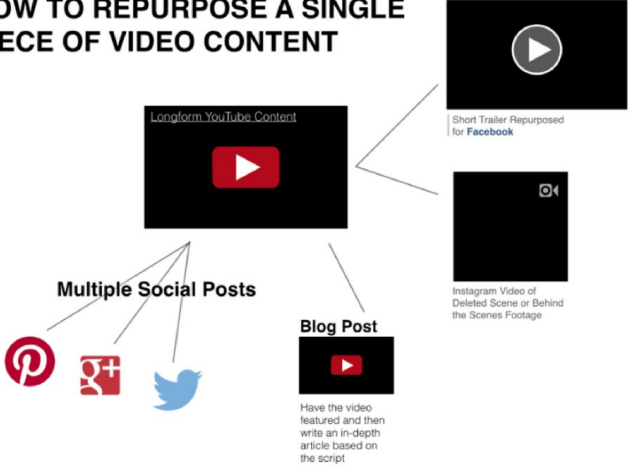 OW TO REPURPOSE A SINGLE
ECE OF VIDEO CONTENT
Longform YouTube Content
Short Trailer Repurposed
for Facebook
Instagram Video of
Deleted Scene or Behind
the Scenes Footage
Multiple Social Posts
g+
Blog Post
Have the video
featured and then
write an in-depth
article based on
the script